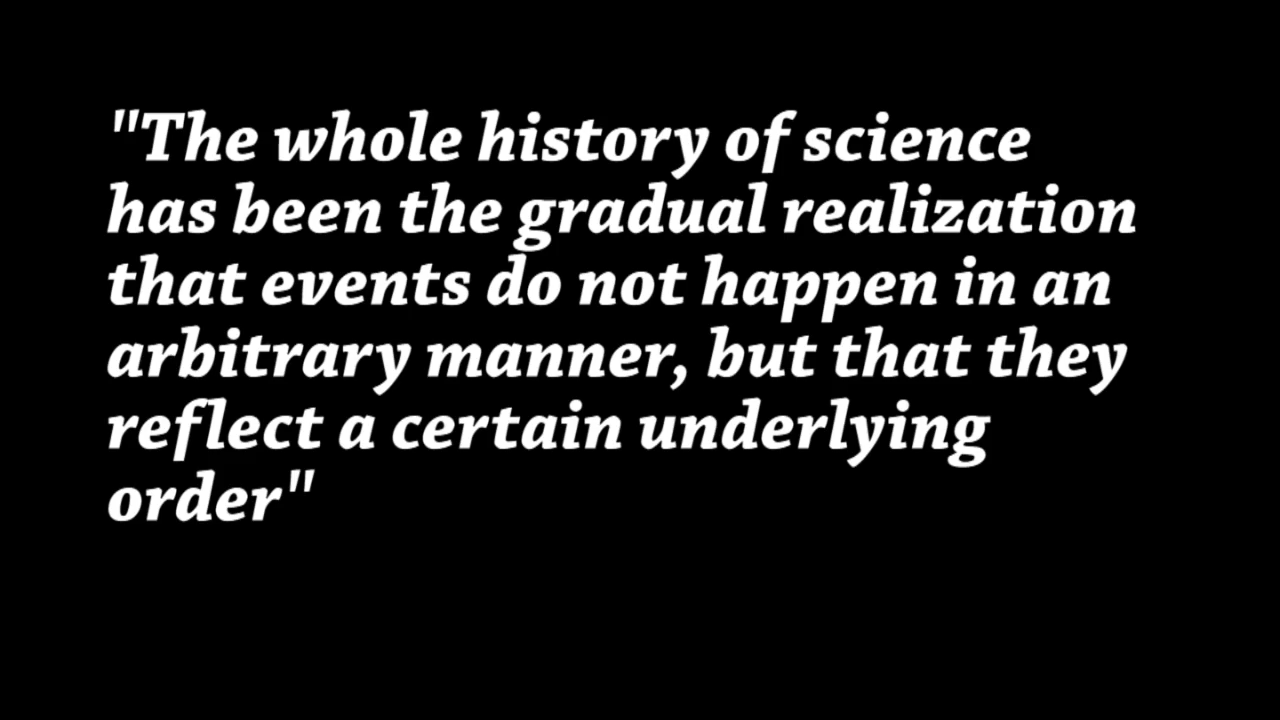 "The whole history of science
has been the gradual realization
that events do not happen in an
arbitrary manner, but that they
reflect a certain underlying
order"